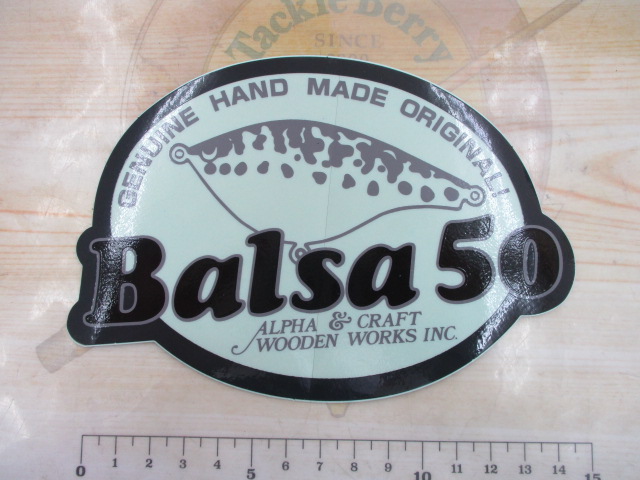 Tackle Berry
SINCE
GENUINE HAND MADE ORIGINAL!
Balsa 50
ALPHA & CRAFT
WOODEN WORKS INC.
0 1 2 3 4 5 6 7 8 9 10 11 12 13 14 15